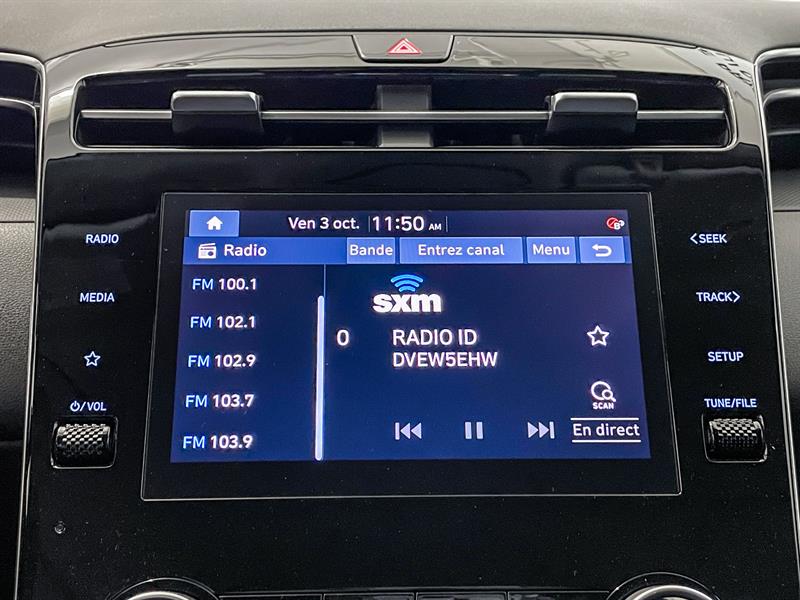 Ven 3 oct. 11:50 AM
Radio Bande Entrez canal Menu
RADIO
MEDIA
/VOL
FM 100.1
FM 102.1
FM 102.9
FM 103.7
FM 103.9
sxm
0 RADIO ID
DVEW5EHW
SCAN
En direct
<SEEK
TRACK>
SETUP
TUNE/FILE